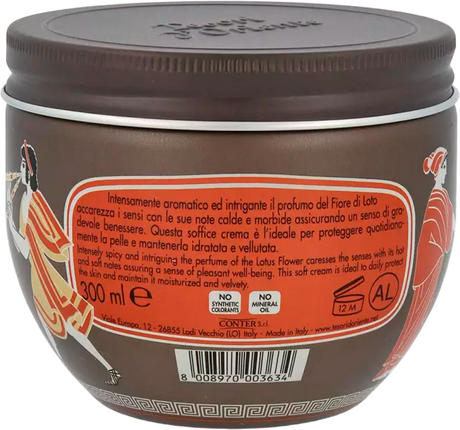 Tesori
d'Oriente
Intensamente aromatico ed intrigante il profumo del Fiore di Loto
accarezza i sensi con le sue note calde e morbide assicurando un senso di gra-
devole benessere. Questa soffice crema è l'ideale per proteggere quotidiana-
mente la pelle e mantenerla idratata e vellutata.
Intensely spicy and intriguing the perfume of the Lotus Flower caresses the senses with its hot
and soft notes assuring a sense of pleasant well-being. This soft cream is ideal to daily protect
the skin and maintain it moisturized and velvety.
300 ml e
NO
SYNTHETIC
COLORANTS
NO
MINERAL
OIL
12 M
AL
CONTER S.r.l.
Viale Europa, 12 - 26855 Lodi Vecchio (LO) Italy - Made in Italy - www.tesoridoriente.net
8 008970 003634